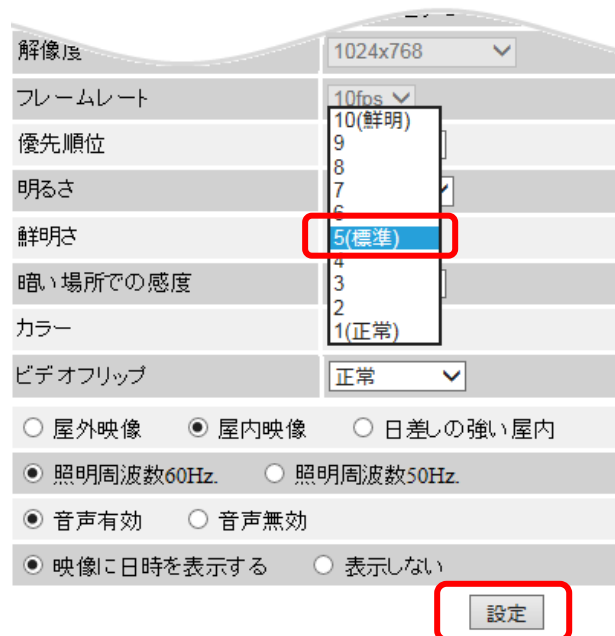 解像度 1024x768
フレームレート 10fps
10(鮮明)
優先順位 9
8
明るさ 7
6
鮮明さ 5(標準)
4
暗い場所での感度 3
2
カラー 1(正常)
ビデオフリップ 正常
屋外映像 屋内映像 日差しの強い屋内
照明周波数60Hz. 照明周波数50Hz.
音声有効 音声無効
映像に日時を表示する 表示しない
設定